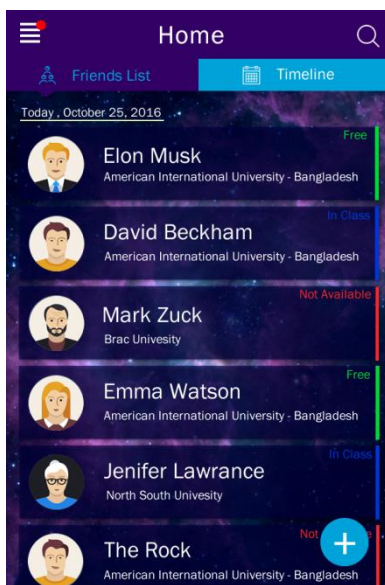 Home
Friends List
Timeline
Today , October 25, 2016
Free
Elon Musk
American International University - Bangladesh
In Class
David Beckham
American International University - Bangladesh
Not Available
Mark Zuck
Brac Univesity
Free
Emma Watson
American International University - Bangladesh
In Class
Jenifer Lawrance
North South Univesity
Not
The Rock
American International University - Bangladesh